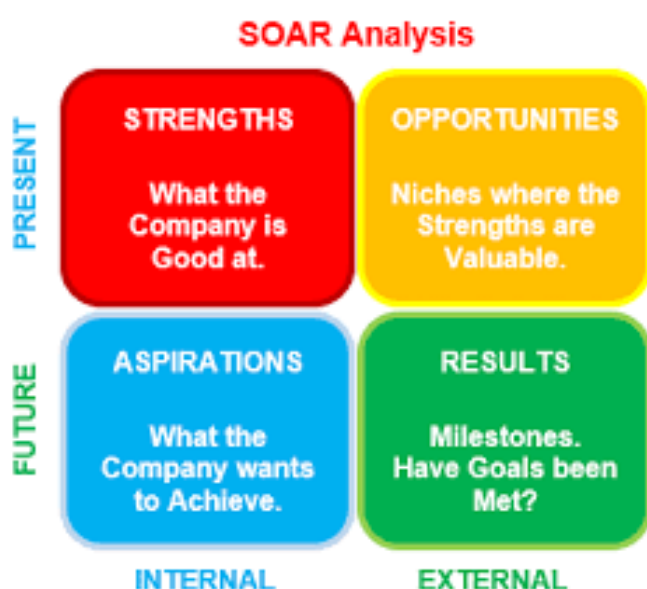 SOAR Analysis
PRESENT
STRENGTHS
What the
Company is
Good at.
OPPORTUNITIES
Niches where the
Strengths are
Valuable.
FUTURE
ASPIRATIONS
What the
Company wants
to Achieve.
RESULTS
Milestones.
Have Goals been
Met?
INTERNAL
EXTERNAL